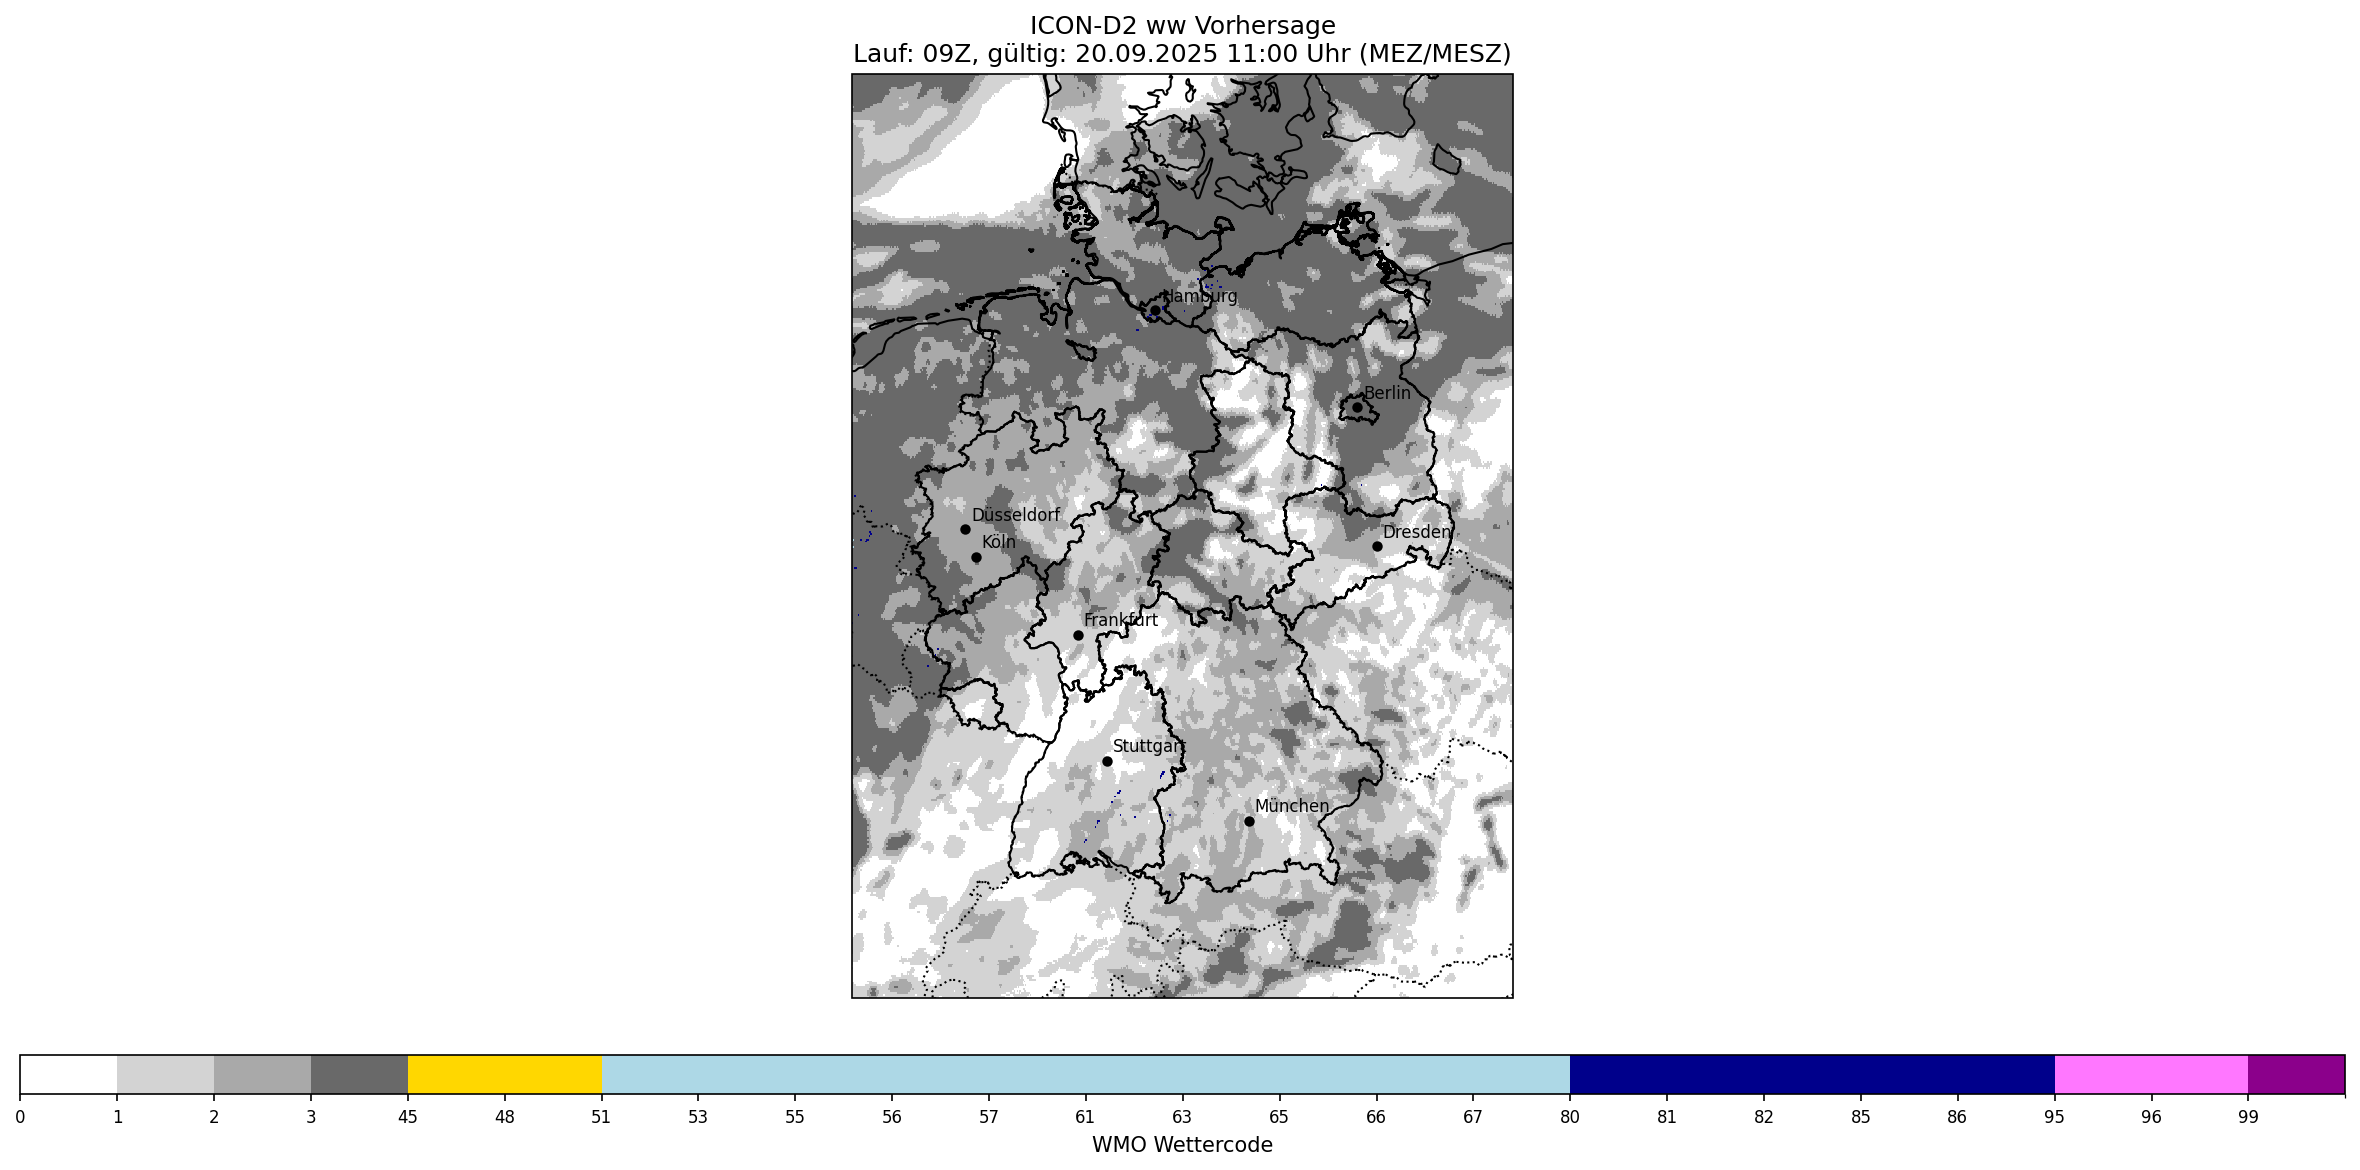 ICON-D2 ww Vorhersage
Lauf: 09Z, gültig: 20.09.2025 11:00 Uhr (MEZ/MESZ)
Hamburg
Berlin
Düsseldorf
Dresden
Köln
Frankfurt
Stuttgart
München
0 1 2 3 45 48 51 53 55 56 57 61 63 65 66 67 80 81 82 85 86 95 96 99
WMO Wettercode